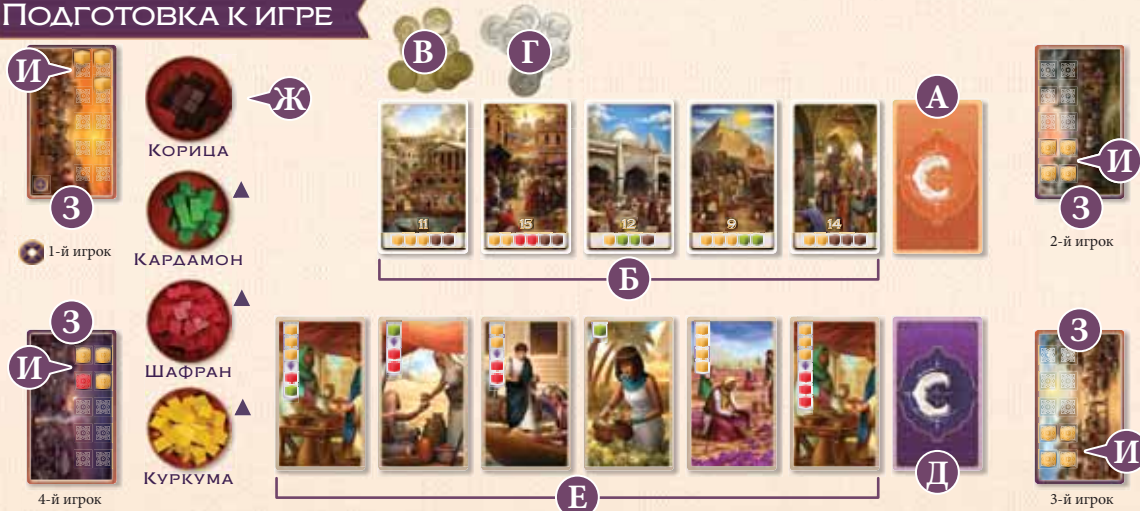 Подготовка к игре
И
З
1-й игрок
Ж
Корица
Кардамон
Шафран
Куркума
В
Г
11
15
12
9
14
А
Б
И
З
2-й игрок
З
И
4-й игрок
Е
Д
З
И
3-й игрок